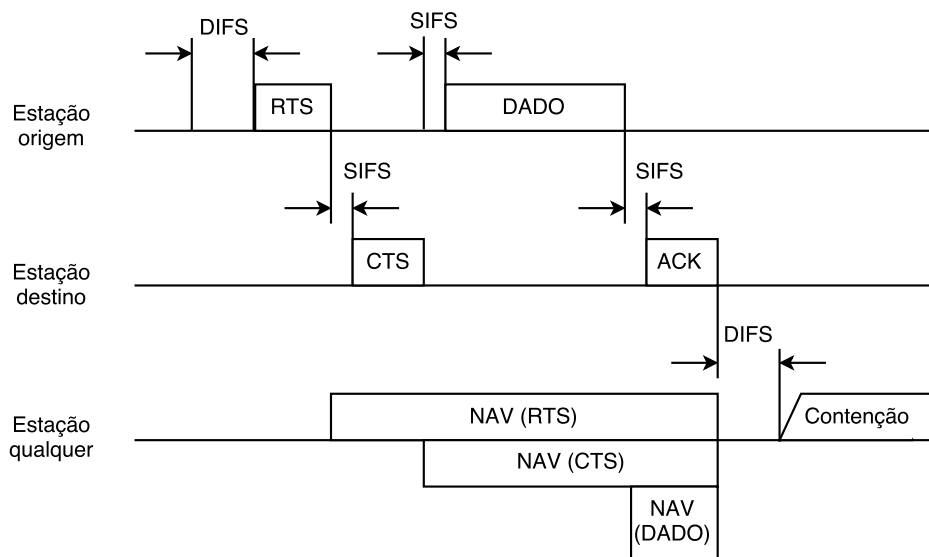 DIFS
SIFS
Estação
origem
RTS
DADO
SIFS
SIFS
Estação
destino
CTS
ACK
DIFS
Estação
qualquer
NAV (RTS)
Contenção
NAV (CTS)
NAV
(DADO)